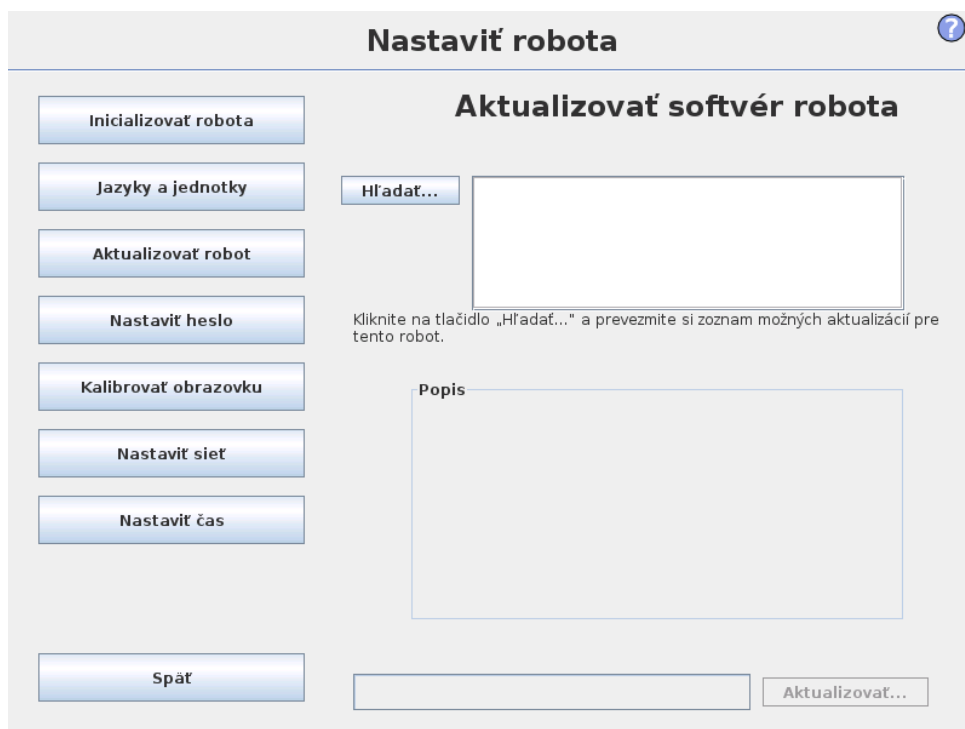 Nastaviť robota
?
Aktualizovať softvér robota
Inicializovať robota
Jazyky a jednotky
Aktualizovať robot
Nastaviť heslo
Kalibrovať obrazovku
Nastaviť sieť
Nastaviť čas
Späť
Hľadať...
Kliknite na tlačidlo „Hľadať..." a prevezmite si zoznam možných aktualizácií pre
tento robot.
Popis
Aktualizovať...